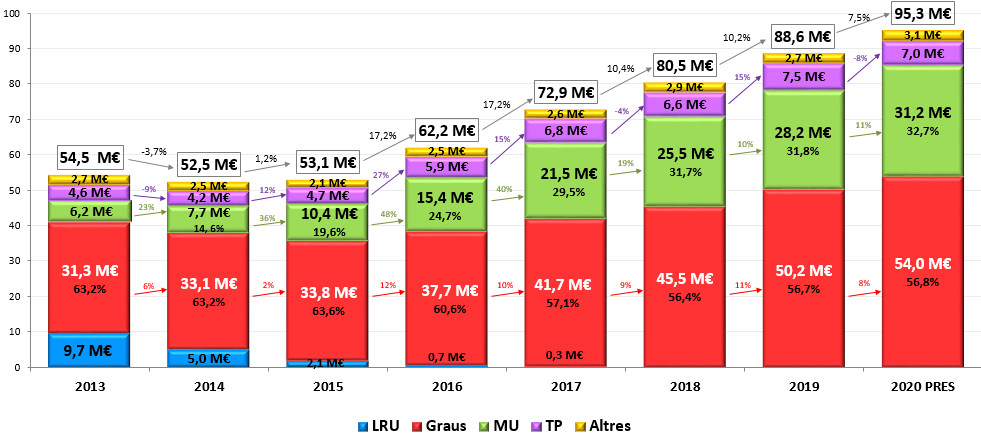 100
90
80
70
60
50
40
30
20
10
0
54,5 M€
-3,7%
52,5 M€
1,2%
53,1 M€
17,2%
62,2 M€
17,2%
72,9 M€
10,4%
80,5 M€
10,2%
88,6 M€
7,5%
95,3 M€
2,7 M€
2,5 M€
2,1 M€
2,5 M€
2,6 M€
2,9 M€
2,7 M€
3,1 M€
4,6 M€
-9%
4,2 M€
12%
4,7 M€
27%
5,9 M€
15%
6,8 M€
-4%
6,6 M€
15%
7,5 M€
-8%
7,0 M€
6,2 M€
23%
7,7 M€
14,6%
36%
10,4 M€
19,6%
48%
15,4 M€
24,7%
40%
21,5 M€
29,5%
19%
25,5 M€
31,7%
10%
28,2 M€
31,8%
11%
31,2 M€
32,7%
31,3 M€
63,2%
6%
33,1 M€
63,2%
2%
33,8 M€
63,6%
12%
37,7 M€
60,6%
10%
41,7 M€
57,1%
9%
45,5 M€
56,4%
11%
50,2 M€
56,7%
8%
54,0 M€
56,8%
9,7 M€
5,0 M€
2,1 M€
0,7 M€
0,3 M€
2013
2014
2015
2016
2017
2018
2019
2020 PRES
LRU
Graus
MU
TP
Altres